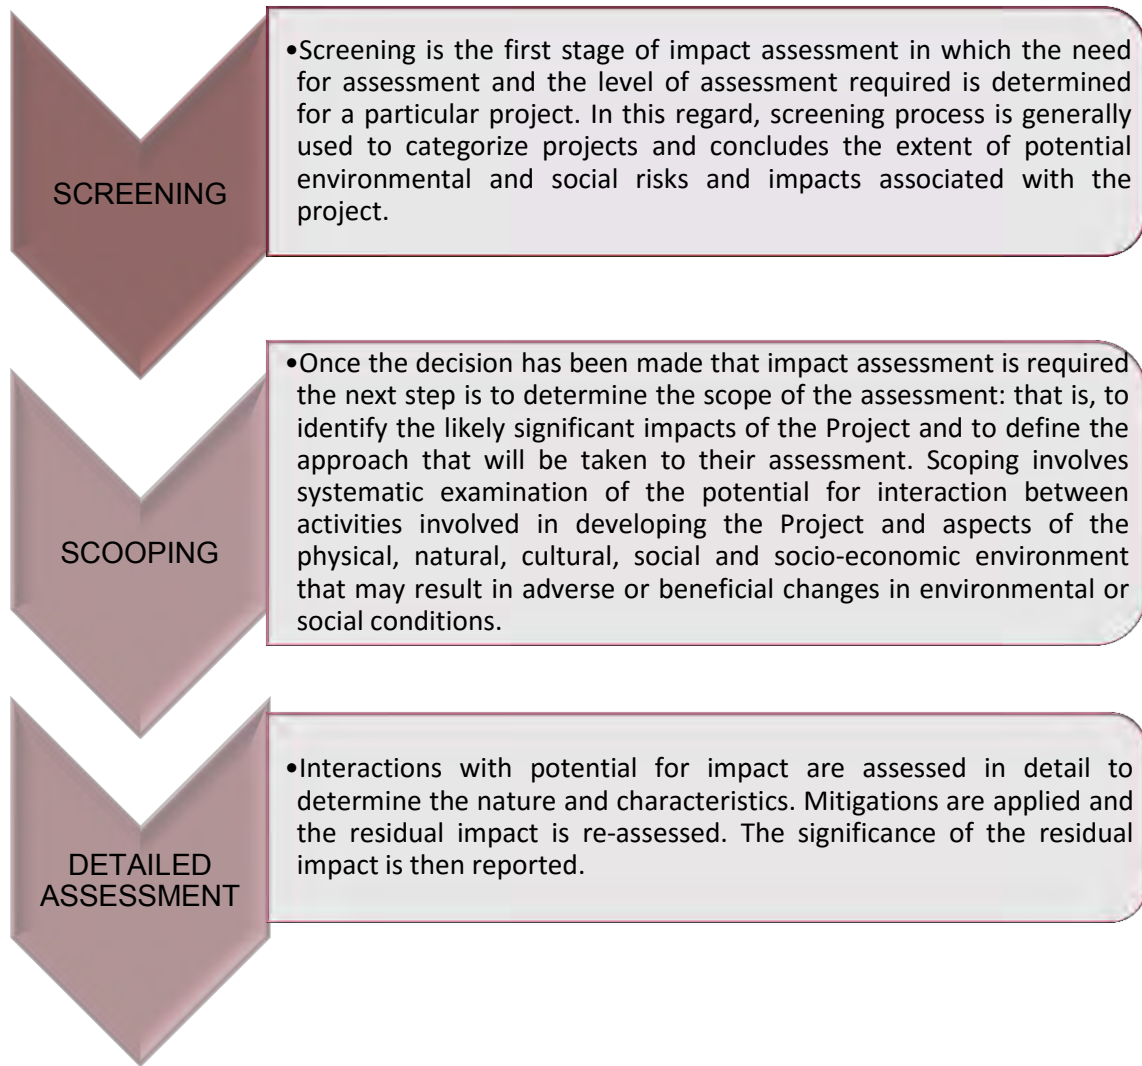 SCREENING
•Screening is the first stage of impact assessment in which the need
for assessment and the level of assessment required is determined
for a particular project. In this regard, screening process is generally
used to categorize projects and concludes the extent of potential
environmental and social risks and impacts associated with the
project.
SCOOPING
•Once the decision has been made that impact assessment is required
the next step is to determine the scope of the assessment: that is, to
identify the likely significant impacts of the Project and to define the
approach that will be taken to their assessment. Scoping involves
systematic examination of the potential for interaction between
activities involved in developing the Project and aspects of the
physical, natural, cultural, social and socio-economic environment
that may result in adverse or beneficial changes in environmental or
social conditions.
DETAILED
ASSESSMENT
•Interactions with potential for impact are assessed in detail to
determine the nature and characteristics. Mitigations are applied and
the residual impact is re-assessed. The significance of the residual
impact is then reported.